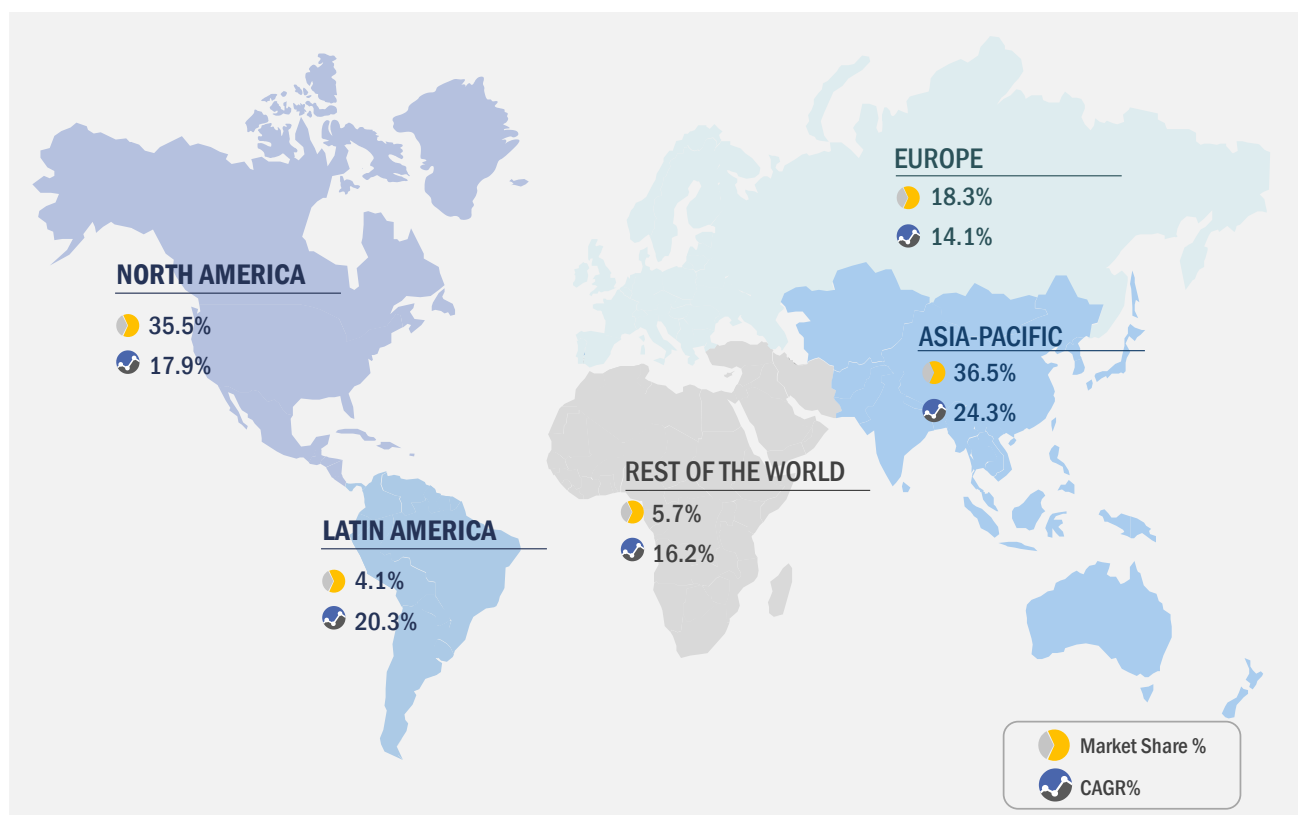 EUROPE
18.3%
14.1%
NORTH AMERICA
35.5%
17.9%
ASIA-PACIFIC
36.5%
24.3%
REST OF THE WORLD
5.7%
16.2%
LATIN AMERICA
4.1%
20.3%
Market Share %
CAGR%